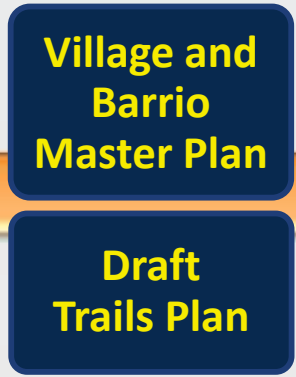 Village and
Barrio
Master Plan
Draft
Trails Plan